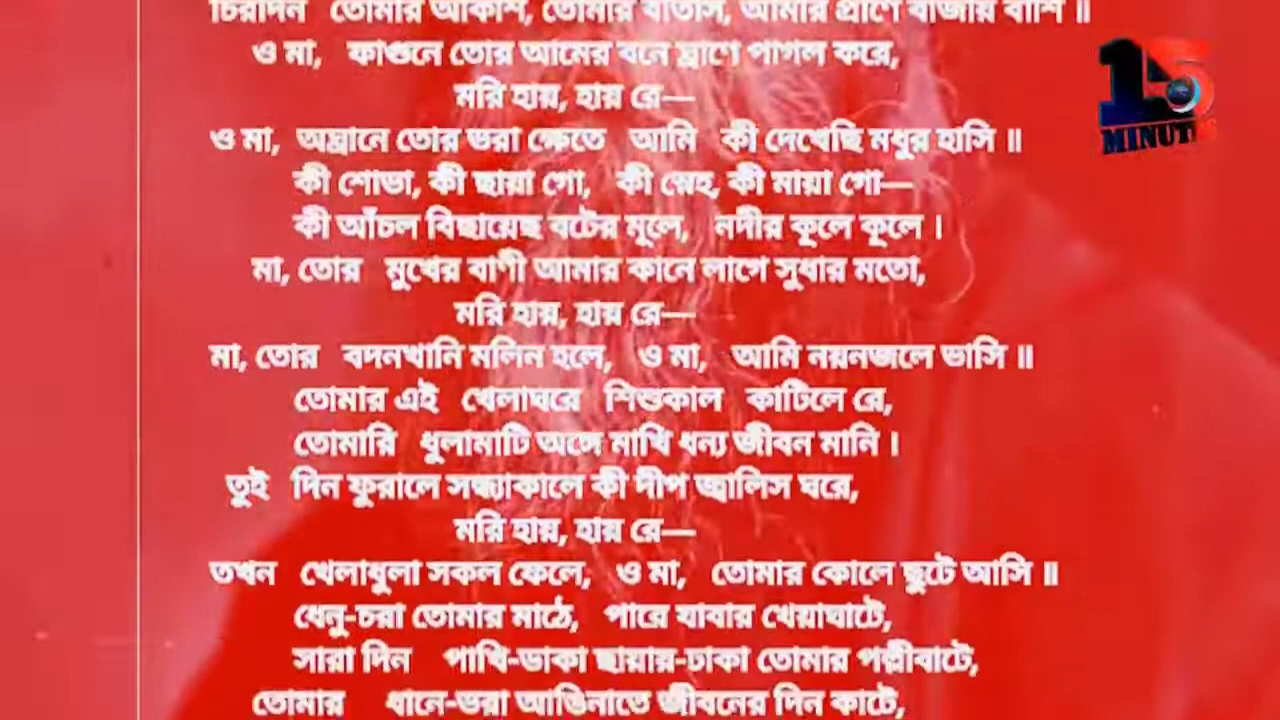 চিরদিন তোমার আকাশ, তোমার বাতাস, আমার প্রাণে বাজায় বাঁশি ॥
ও মা, ফাগুনে তোর আমের বনে ঘ্রাণে পাগল করে,
মরি হায়, হায় রে—
ও মা, অঘ্রানে তোর ভরা ক্ষেতে আমি কী দেখেছি মধুর হাসি ॥
কী শোভা, কী ছায়া গো, কী স্নেহ, কী মায়া গো—
কী আঁচল বিছায়েছ বটের মূলে, নদীর কূলে কূলে।
মা, তোর মুখের বাণী আমার কানে লাগে সুধার মতো,
মরি হায়, হায় রে—
মা, তোর বদনখানি মলিন হলে, ও মা, আমি নয়নজলে ভাসি ॥
তোমার এই খেলাঘরে শিশুকাল কাটিলে রে,
তোমারি ধুলামাটি অঙ্গে মাখি ধন্য জীবন মানি।
তুই দিন ফুরালে সন্ধ্যাকালে কী দীপ জ্বালিস ঘরে,
মরি হায়, হায় রে—
তখন খেলাধুলা সকল ফেলে, ও মা, তোমার কোলে ছুটে আসি ॥
ধেনু-চরা তোমার মাঠে, পারে যাবার খেয়াঘাটে,
সারা দিন পাখি-ডাকা ছায়ায়-ঢাকা তোমার পল্লীবাটে,
তোমার ধানে-ভরা আঙিনাতে জীবনের দিন কাটে,
15
MINUT